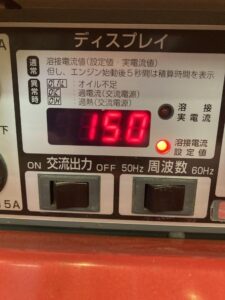 ディスプレイ
通常 溶接電流値(設定値・実電流値)
但し、エンジン始動後5秒間は積算時間を表示
異常時 :オイル不足
:過電流(交流電源)
:過熱(交流電源)
150
溶接
実電流
溶接電流
設定値
下
ON 交流出力 OFF
50Hz 周波数 60Hz
5A